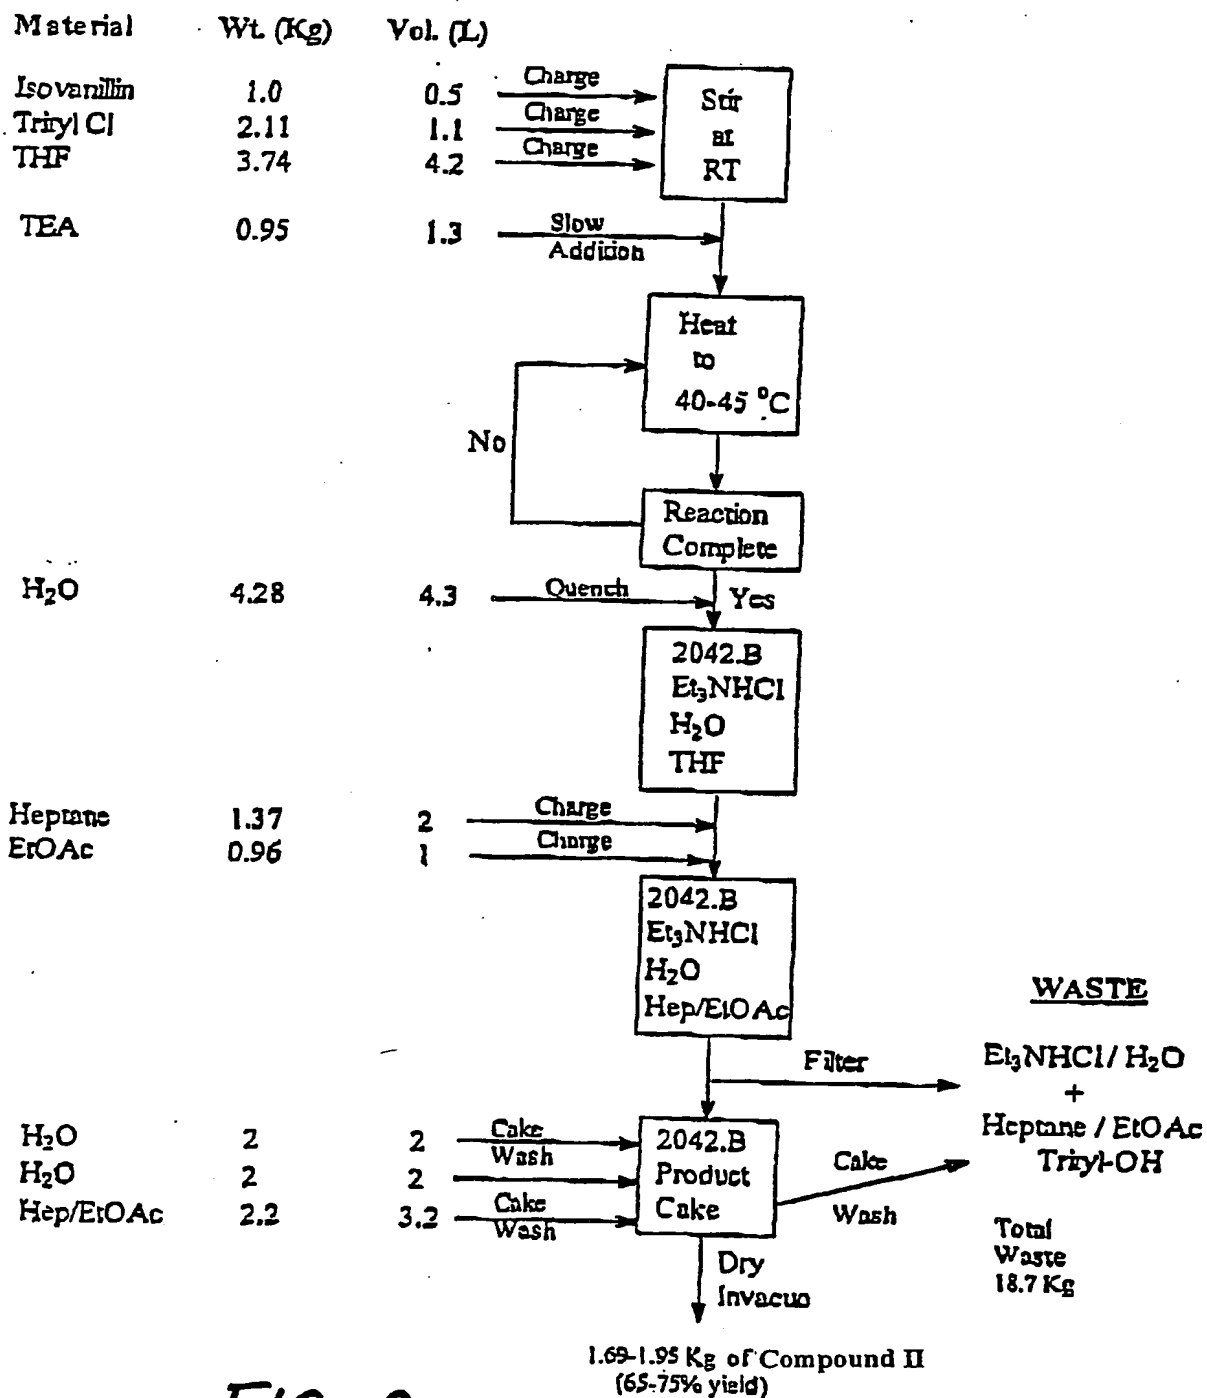 Material Wt. (Kg) Vol. (L)
Isovanillin 1.0 0.5 Charge
Trityl Cl 2.11 1.1 Charge
THF 3.74 4.2 Charge
Stir
at
RT
TEA 0.95 1.3 Slow
Addition
Heat
to
40-45 °C
No
Reaction
Complete
H₂O 4.28 4.3 Quench
Yes
2042.B
Et₃NHCl
H₂O
THF
Heptane 1.37 2 Charge
EtOAc 0.96 1 Charge
2042.B
Et₃NHCl
H₂O
Hep/EtOAc
WASTE
Filter
Et₃NHCl/ H₂O
+
Heptane / EtOAc
Trityl-OH
H₂O 2 2 Cake
Wash
H₂O 2 2
Hep/EtOAc 2.2 3.2 Cake
Wash
2042.B
Product
Cake
Cake
Wash
Total
Waste
18.7 Kg
Dry
Invacuo
1.69-1.95 Kg of Compound II
(65-75% yield)